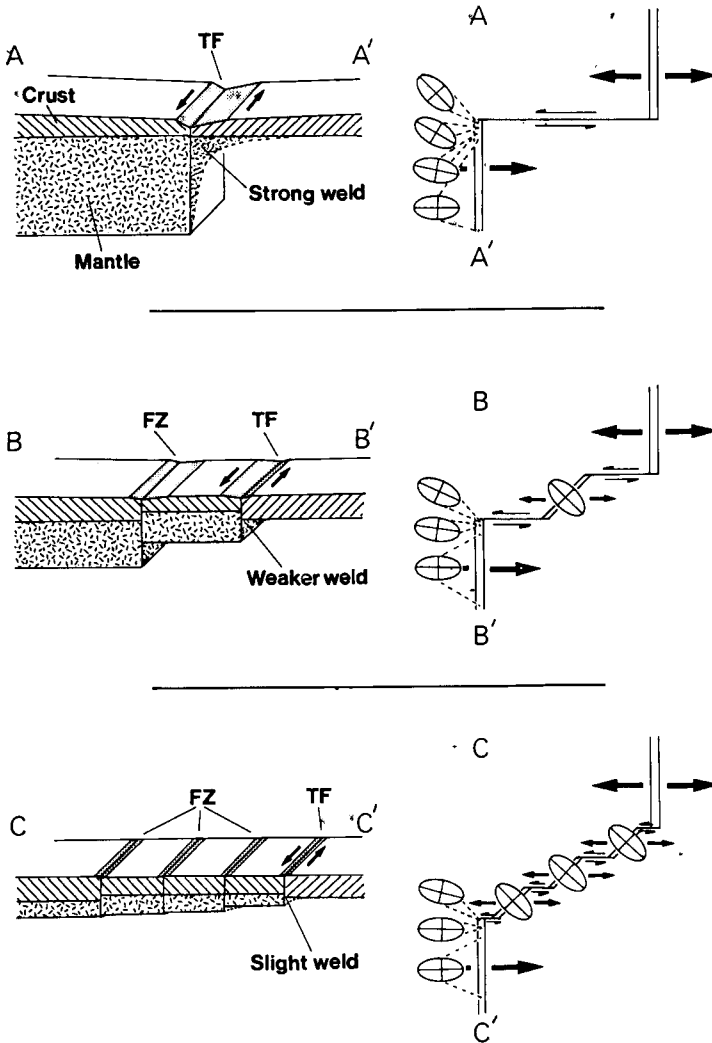 A
TF
A'
Crust
Strong weld
Mantle
A
A'
B
FZ
TF
B'
Weaker weld
B
B'
C
FZ
TF
C'
Slight weld
C
C'